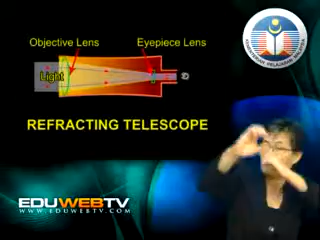 Objective Lens Eyepiece Lens
Light
REFRACTING TELESCOPE
EDUWEBTV
WWW.EDUWEBTV.COM